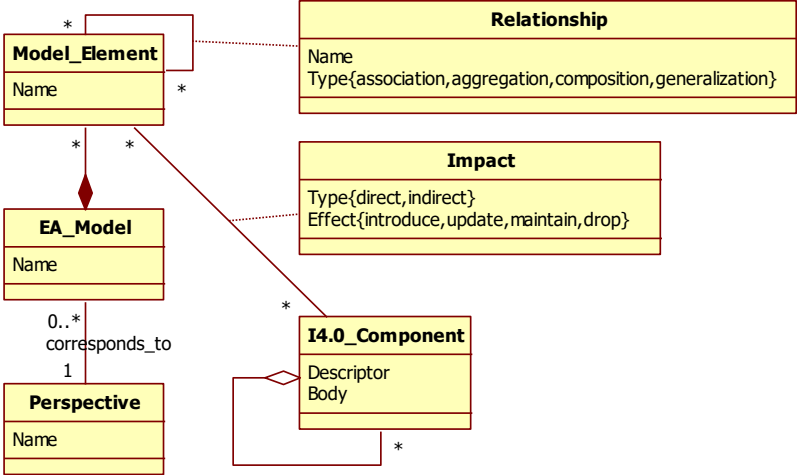 *
Model_Element
Name
*
Relationship
Name
Type{association,aggregation,composition,generalization}
*
*
Impact
Type{direct,indirect}
Effect{introduce,update,maintain,drop}
EA_Model
Name
0..*
corresponds_to
1
*
I4.0_Component
Descriptor
Body
*
Perspective
Name